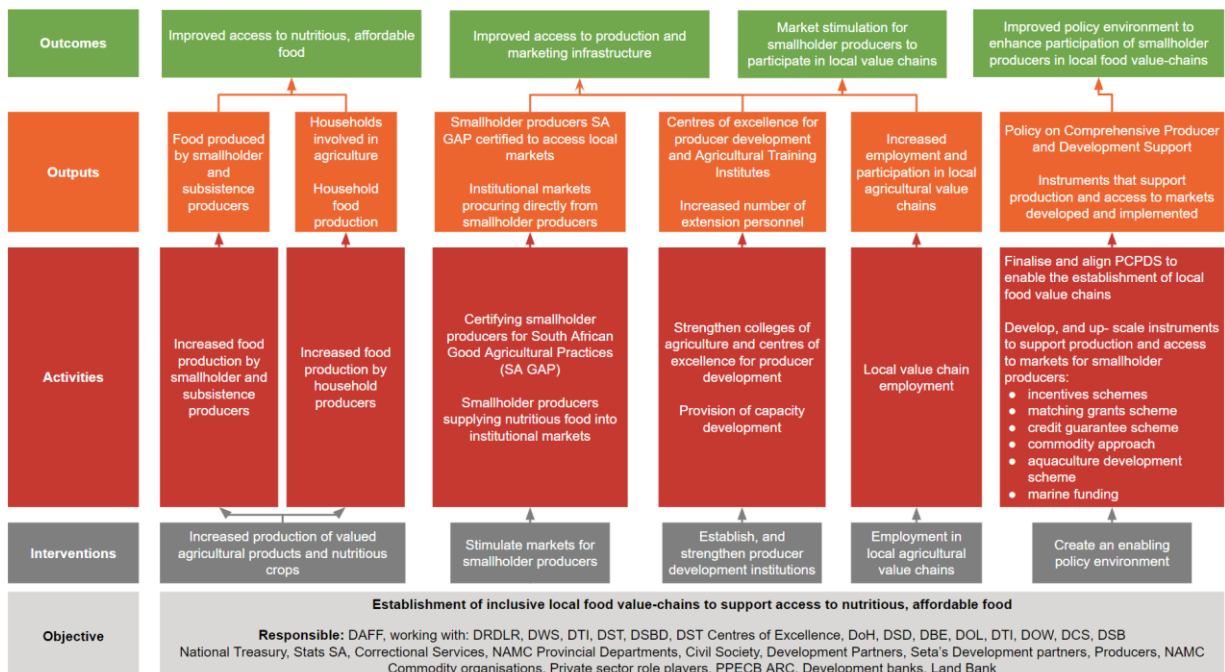 Outcomes
Improved access to nutritious, affordable
food
Improved access to production and
marketing infrastructure
Market stimulation for
smallholder producers to
participate in local value chains
Improved policy environment to
enhance participation of smallholder
producers in local food value-chains
Outputs
Food produced
by smallholder
and
subsistence
producers
Households
involved in
agriculture
Household
food
production
Smallholder producers SA
GAP certified to access local
markets
Institutional markets
procuring directly from
smallholder producers
Centres of excellence for
producer development
and Agricultural Training
Institutes
Increased number of
extension personnel
Increased
employment and
participation in local
agricultural value
chains
Policy on Comprehensive Producer
and Development Support
Instruments that support
production and access to markets
developed and implemented
Activities
Increased food
production by
smallholder and
subsistence
producers
Increased food
production by
household
producers
Certifying smallholder
producers for South African
Good Agricultural Practices
(SA GAP)
Smallholder producers
supplying nutritious food into
institutional markets
Strengthen colleges of
agriculture and centres of
excellence for producer
development
Provision of capacity
development
Local value chain
employment
Finalise and align PCPDS to
enable the establishment of local
food value chains
Develop, and up- scale instruments
to support production and access
to markets for smallholder
producers:
● incentives schemes
● matching grants scheme
● credit guarantee scheme
● commodity approach
● aquaculture development
scheme
● marine funding
Interventions
Increased production of valued
agricultural products and nutritious
crops
Stimulate markets for
smallholder producers
Establish, and
strengthen producer
development institutions
Employment in
local agricultural
value chains
Create an enabling
policy environment
Objective
Establishment of inclusive local food value-chains to support access to nutritious, affordable food
Responsible: DAFF, working with: DRDLR, DWS, DTI, DST, DSBD, DST Centres of Excellence, DoH, DSD, DBE, DOL, DTI, DOW, DCS, DSB
National Treasury, Stats SA, Correctional Services, NAMC Provincial Departments, Civil Society, Development Partners, Seta's Development partners, Producers, NAMC
Commodity organisations, Private sector role players, PPECB ARC, Development banks, Land Bank